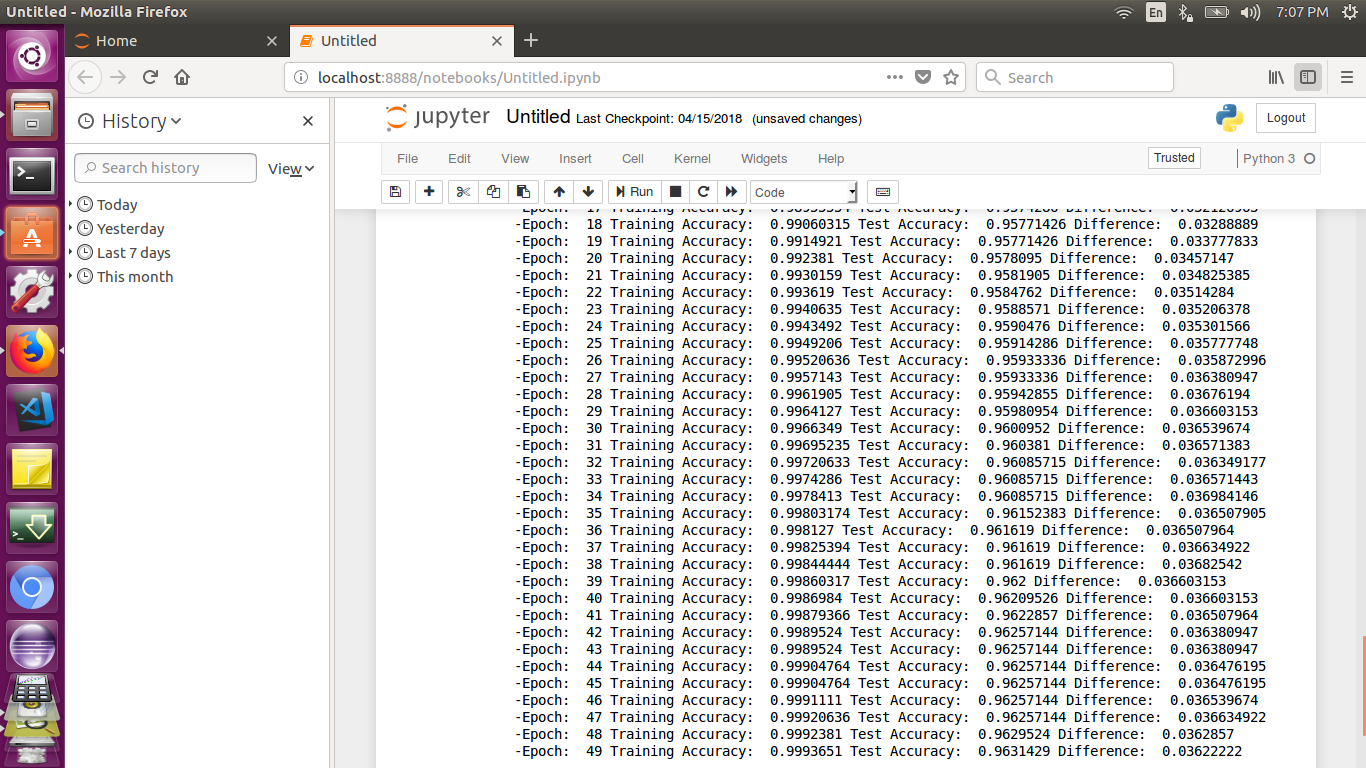 Untitled - Mozilla Firefox
En
7:07 PM
Home
Untitled
localhost:8888/notebooks/Untitled.ipynb
Search
History
Search history
View
Today
Yesterday
Last 7 days
This month
jupyter Untitled Last Checkpoint: 04/15/2018 (unsaved changes)
Logout
File Edit View Insert Cell Kernel Widgets Help
Trusted
Python 3
Run
Code
-Epoch: 18 Training Accuracy: 0.99060315 Test Accuracy: 0.95771426 Difference: 0.03288889
-Epoch: 19 Training Accuracy: 0.9914921 Test Accuracy: 0.95771426 Difference: 0.033777833
-Epoch: 20 Training Accuracy: 0.992381 Test Accuracy: 0.9578095 Difference: 0.03457147
-Epoch: 21 Training Accuracy: 0.9930159 Test Accuracy: 0.9581905 Difference: 0.034825385
-Epoch: 22 Training Accuracy: 0.993619 Test Accuracy: 0.9584762 Difference: 0.03514284
-Epoch: 23 Training Accuracy: 0.9940635 Test Accuracy: 0.9588571 Difference: 0.035206378
-Epoch: 24 Training Accuracy: 0.9943492 Test Accuracy: 0.9590476 Difference: 0.035301566
-Epoch: 25 Training Accuracy: 0.9949206 Test Accuracy: 0.95914286 Difference: 0.035777748
-Epoch: 26 Training Accuracy: 0.99520636 Test Accuracy: 0.95933336 Difference: 0.035872996
-Epoch: 27 Training Accuracy: 0.9957143 Test Accuracy: 0.95933336 Difference: 0.036380947
-Epoch: 28 Training Accuracy: 0.9961905 Test Accuracy: 0.95942855 Difference: 0.03676194
-Epoch: 29 Training Accuracy: 0.9964127 Test Accuracy: 0.95980954 Difference: 0.036603153
-Epoch: 30 Training Accuracy: 0.9966349 Test Accuracy: 0.9600952 Difference: 0.036539674
-Epoch: 31 Training Accuracy: 0.99695235 Test Accuracy: 0.960381 Difference: 0.036571383
-Epoch: 32 Training Accuracy: 0.99720633 Test Accuracy: 0.96085715 Difference: 0.036349177
-Epoch: 33 Training Accuracy: 0.9974286 Test Accuracy: 0.96085715 Difference: 0.036571443
-Epoch: 34 Training Accuracy: 0.9978413 Test Accuracy: 0.96085715 Difference: 0.036984146
-Epoch: 35 Training Accuracy: 0.99803174 Test Accuracy: 0.96152383 Difference: 0.036507905
-Epoch: 36 Training Accuracy: 0.998127 Test Accuracy: 0.961619 Difference: 0.036507964
-Epoch: 37 Training Accuracy: 0.99825394 Test Accuracy: 0.961619 Difference: 0.036634922
-Epoch: 38 Training Accuracy: 0.99844444 Test Accuracy: 0.961619 Difference: 0.03682542
-Epoch: 39 Training Accuracy: 0.99860317 Test Accuracy: 0.962 Difference: 0.036603153
-Epoch: 40 Training Accuracy: 0.9986984 Test Accuracy: 0.96209526 Difference: 0.036603153
-Epoch: 41 Training Accuracy: 0.99879366 Test Accuracy: 0.9622857 Difference: 0.036507964
-Epoch: 42 Training Accuracy: 0.9989524 Test Accuracy: 0.96257144 Difference: 0.036380947
-Epoch: 43 Training Accuracy: 0.9989524 Test Accuracy: 0.96257144 Difference: 0.036380947
-Epoch: 44 Training Accuracy: 0.99904764 Test Accuracy: 0.96257144 Difference: 0.036476195
-Epoch: 45 Training Accuracy: 0.99904764 Test Accuracy: 0.96257144 Difference: 0.036476195
-Epoch: 46 Training Accuracy: 0.9991111 Test Accuracy: 0.96257144 Difference: 0.036539674
-Epoch: 47 Training Accuracy: 0.99920636 Test Accuracy: 0.96257144 Difference: 0.036634922
-Epoch: 48 Training Accuracy: 0.9992381 Test Accuracy: 0.9629524 Difference: 0.0362857
-Epoch: 49 Training Accuracy: 0.9993651 Test Accuracy: 0.9631429 Difference: 0.03622222